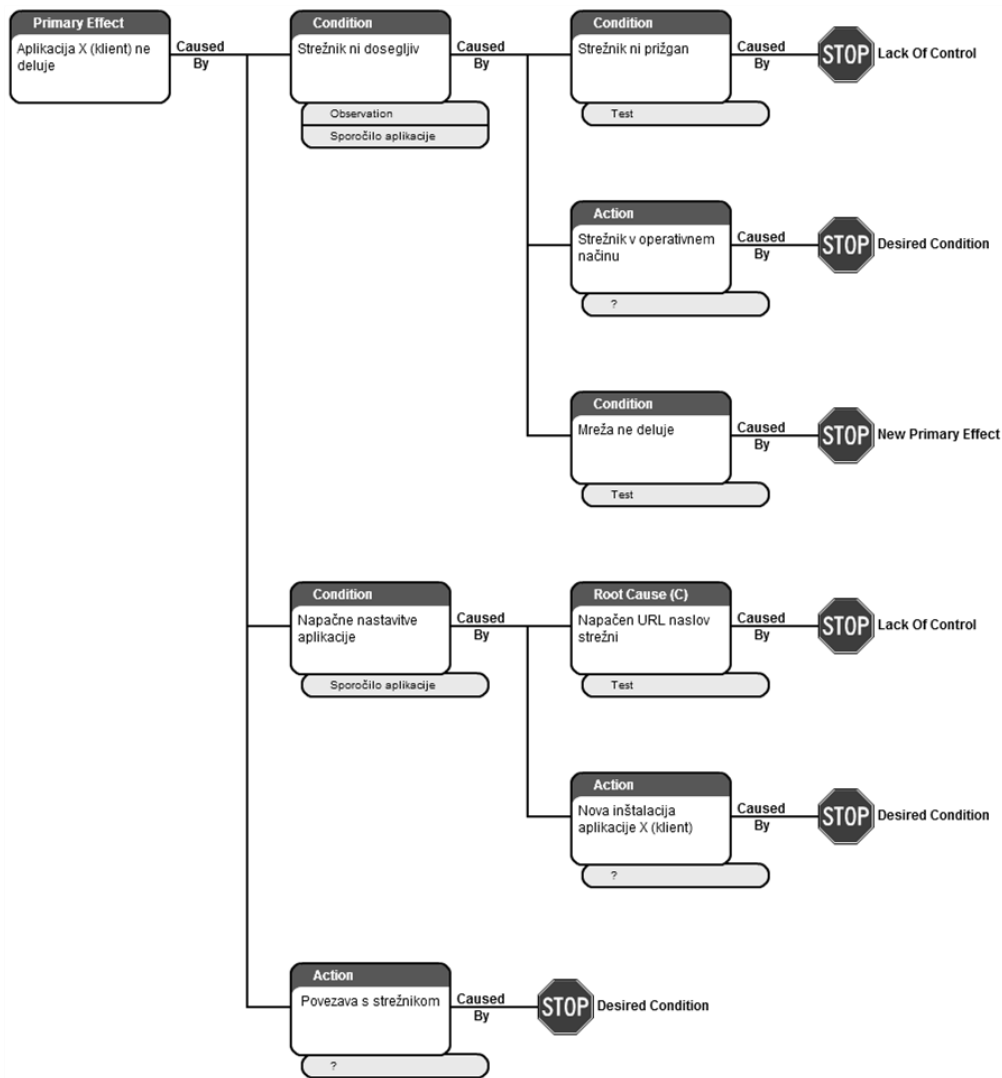 Primary Effect
Aplikacija X (klient) ne
deluje
Caused
By
Condition
Strežnik ni dosegljiv
Observation
Sporočilo aplikacije
Caused
By
Condition
Strežnik ni prižgan
Test
Caused
By
STOP
Lack Of Control
Action
Strežnik v operativnem
načinu
?
Caused
By
STOP
Desired Condition
Condition
Mreža ne deluje
Test
Caused
By
STOP
New Primary Effect
Condition
Napačne nastavitve
aplikacije
Sporočilo aplikacije
Caused
By
Root Cause (C)
Napačen URL naslov
strežni
Test
Caused
By
STOP
Lack Of Control
Action
Nova inštalacija
aplikacije X (klient)
?
Caused
By
STOP
Desired Condition
Action
Povezava s strežnikom
?
Caused
By
STOP
Desired Condition